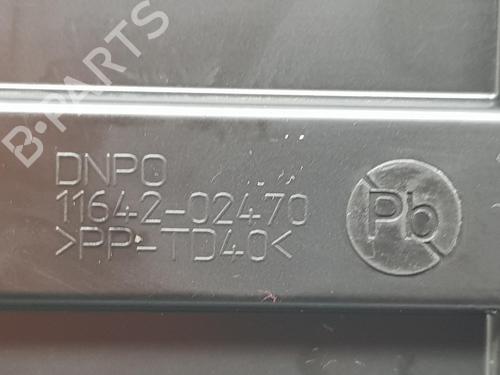 B-PARTS
DNPO
11642-02470
>PP-TD40<
Pb